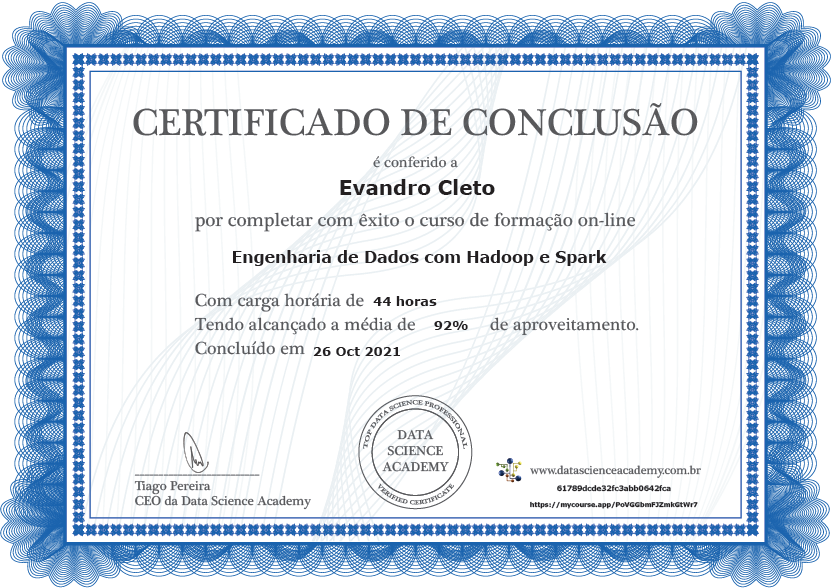 CERTIFICADO DE CONCLUSÃO
é conferido a
Evandro Cleto
por completar com êxito o curso de formação on-line
Engenharia de Dados com Hadoop e Spark
Com carga horária de 44 horas
Tendo alcançado a média de 92% de aproveitamento.
Concluído em 26 Oct 2021
TOP DATA SCIENCE PROFESSIONAL
DATA
SCIENCE
ACADEMY
VERIFIED CERTIFICATE
Tiago Pereira
CEO da Data Science Academy
www.datascienceacademy.com.br
61789dcde32fc3abb0642fca
https://mycourse.app/PoVGGbmFJZmkGtWr7